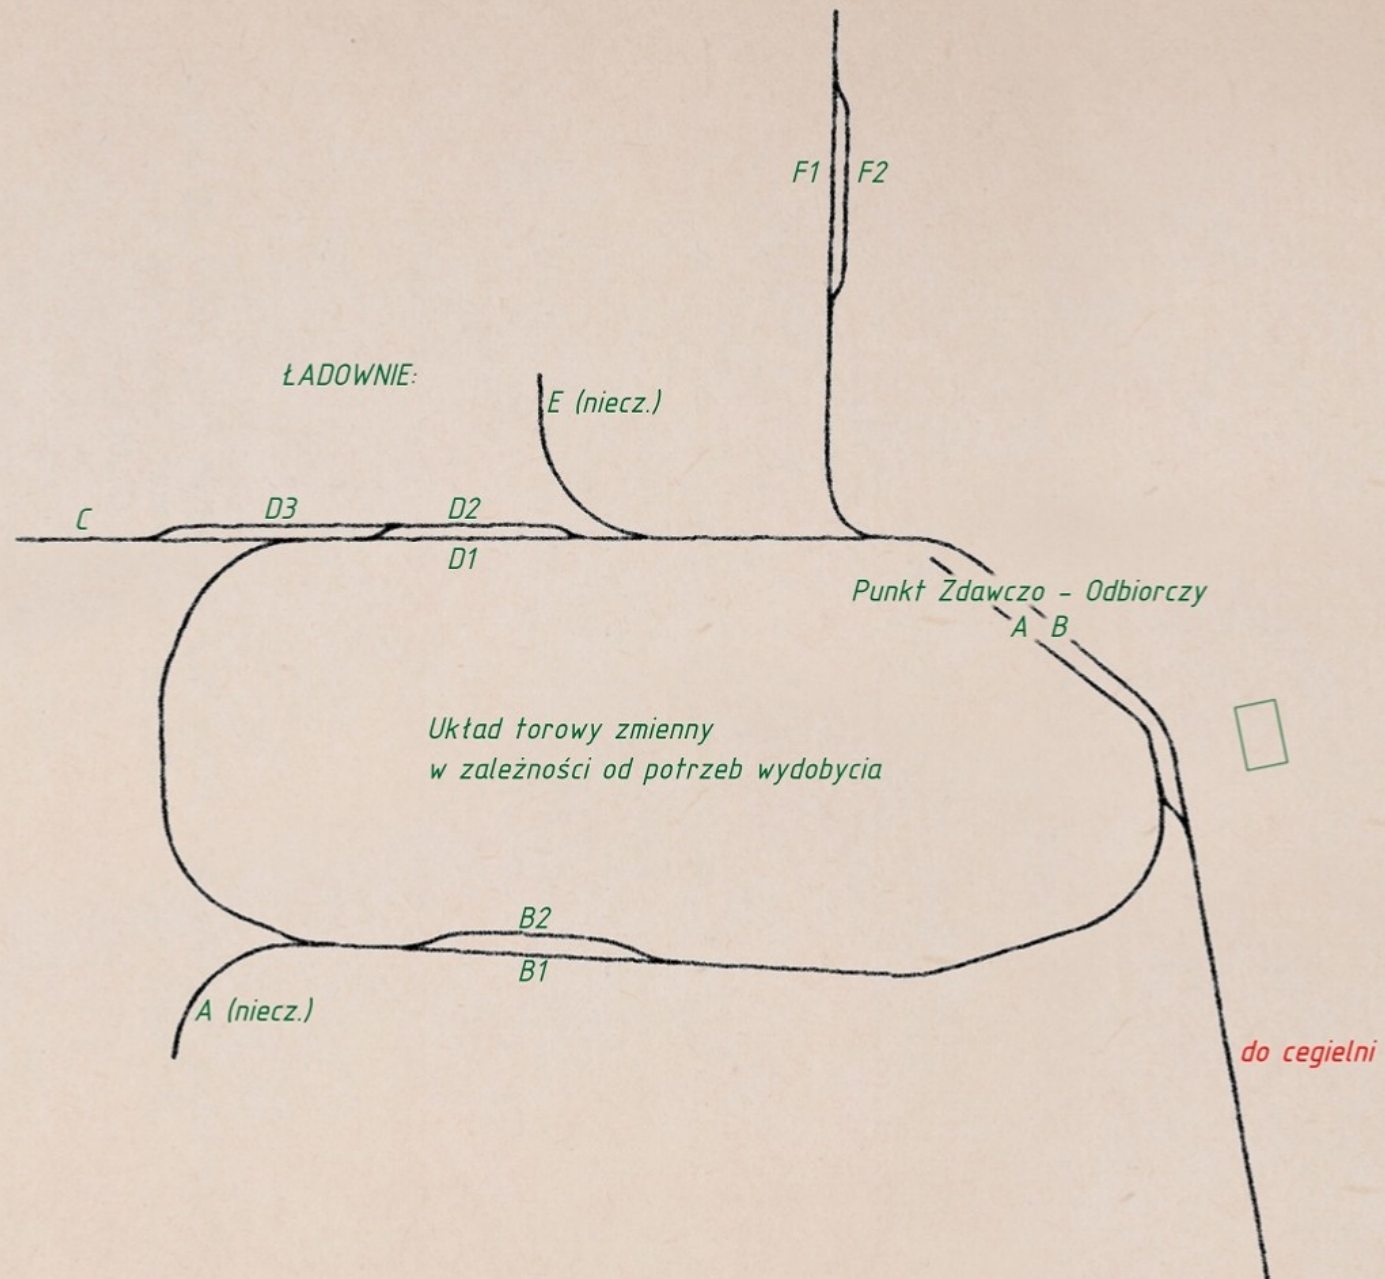 F1 F2
ŁADOWNIE:
E (niecz.)
C D3 D2
D1
Punkt Zdawczo - Odbiorczy
A B
Układ torowy zmienny
w zależności od potrzeb wydobycia
B2
B1
A (niecz.)
do cegielni